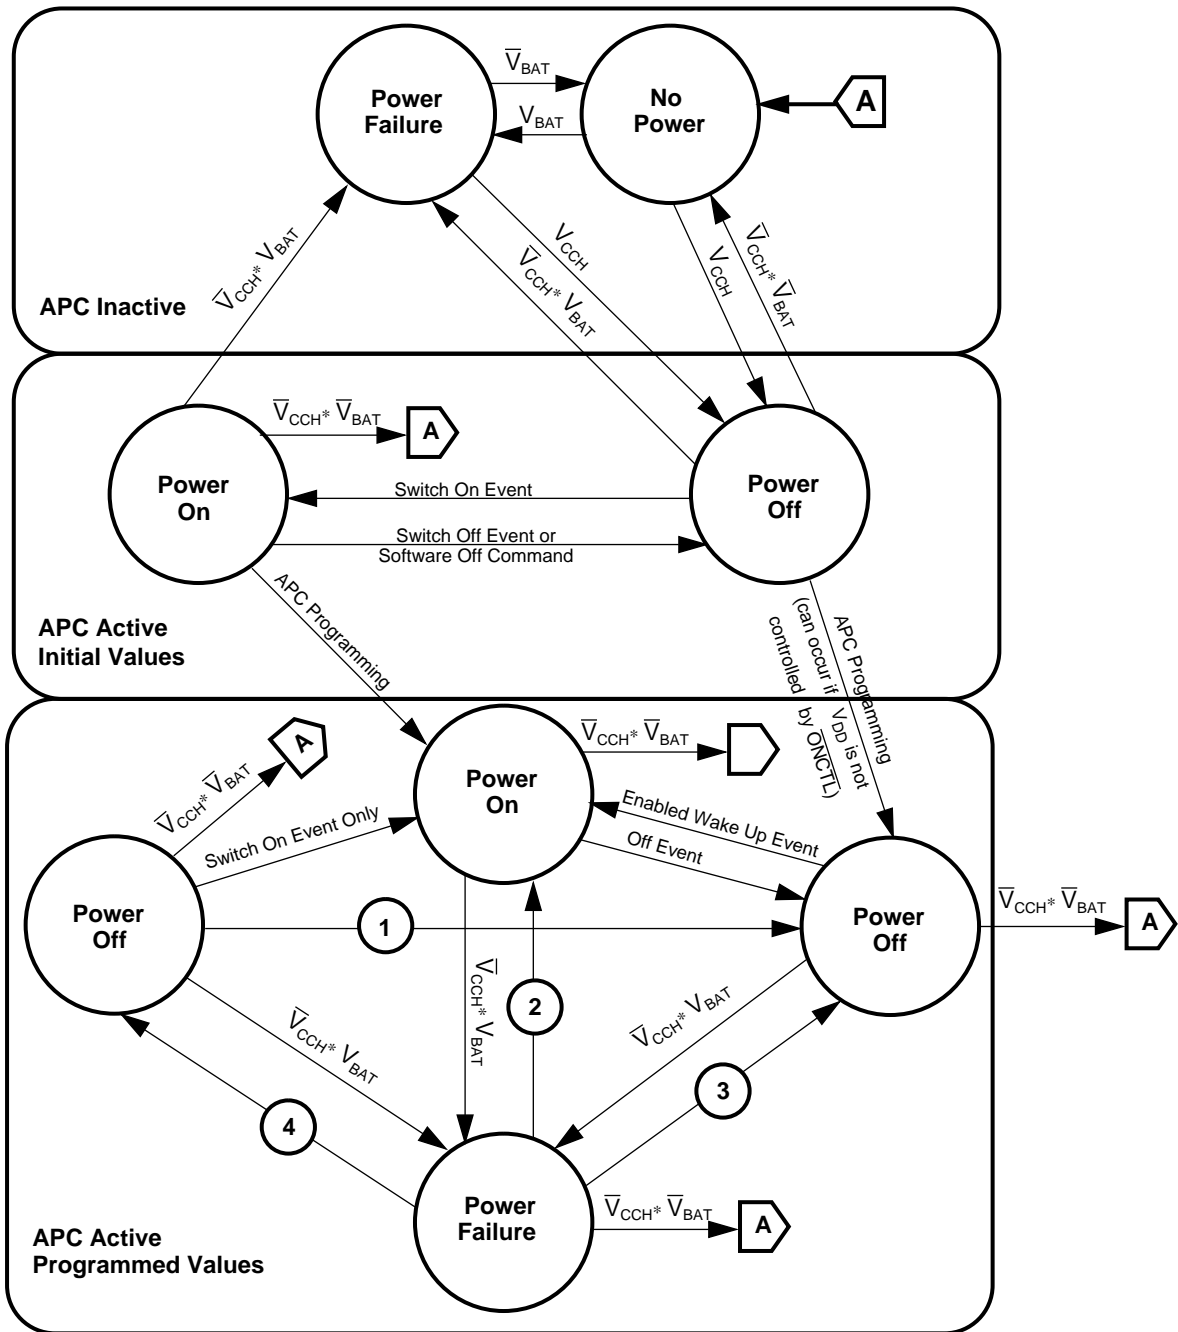 V̅BAT
Power
Failure
No
Power
A
VBAT
V̅CCH* VBAT
VCCH
V̅CCH* VBAT
VCCH
V̅CCH* V̅BAT
APC Inactive
V̅CCH* V̅BAT
A
Power
On
Switch On Event
Power
Off
Switch Off Event or
Software Off Command
APC Programming
APC Programming
(can occur if VDD is not
controlled by O̅N̅C̅T̅L̅)
APC Active
Initial Values
A
V̅CCH* V̅BAT
Power
On
V̅CCH* V̅BAT
Switch On Event Only
Enabled Wake Up Event
Off Event
Power
Off
1
Power
Off
V̅CCH* V̅BAT
A
V̅CCH* VBAT
V̅CCH* VBAT
2
V̅CCH* VBAT
3
4
Power
Failure
V̅CCH* V̅BAT
A
APC Active
Programmed Values